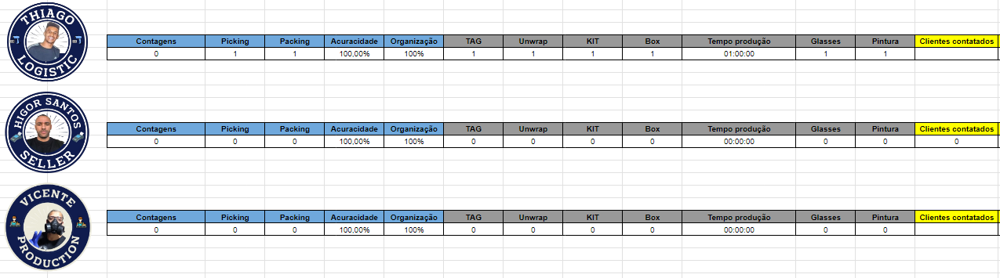 THIAGO
LOGISTIC
Contagens Picking Packing Acuracidade Organização TAG Unwrap KIT Box Tempo produção Glasses Pintura Clientes contatados
0 1 1 100,00% 100% 1 1 1 1 01:00:00 1 1
HIGOR SANTOS
SELLER
Contagens Picking Packing Acuracidade Organização TAG Unwrap KIT Box Tempo produção Glasses Pintura Clientes contatados
0 0 0 100,00% 100% 0 0 0 0 00:00:00 0 0 0
VICENTE
PRODUCTION
Contagens Picking Packing Acuracidade Organização TAG Unwrap KIT Box Tempo produção Glasses Pintura Clientes contatados
0 0 0 100,00% 100% 0 0 0 0 00:00:00 0 0